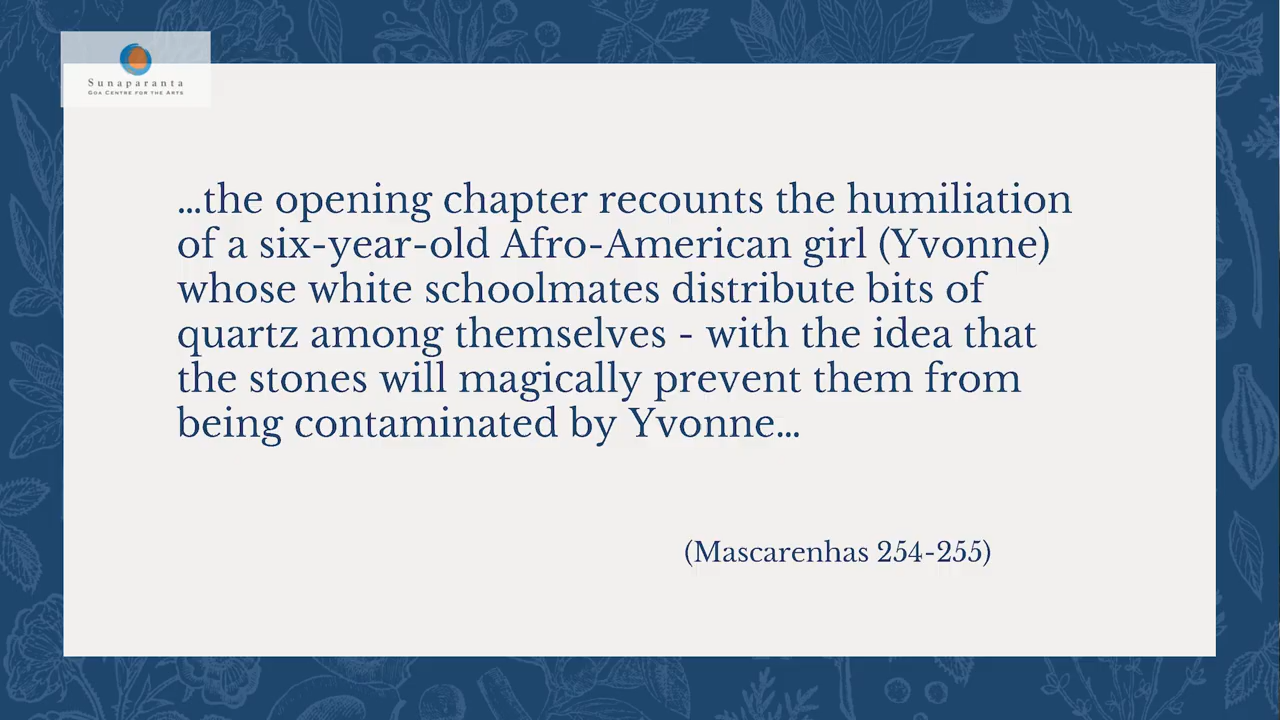 Sunaparanta
GOA CENTRE FOR THE ARTS
...the opening chapter recounts the humiliation
of a six-year-old Afro-American girl (Yvonne)
whose white schoolmates distribute bits of
quartz among themselves - with the idea that
the stones will magically prevent them from
being contaminated by Yvonne...
(Mascarenhas 254-255)